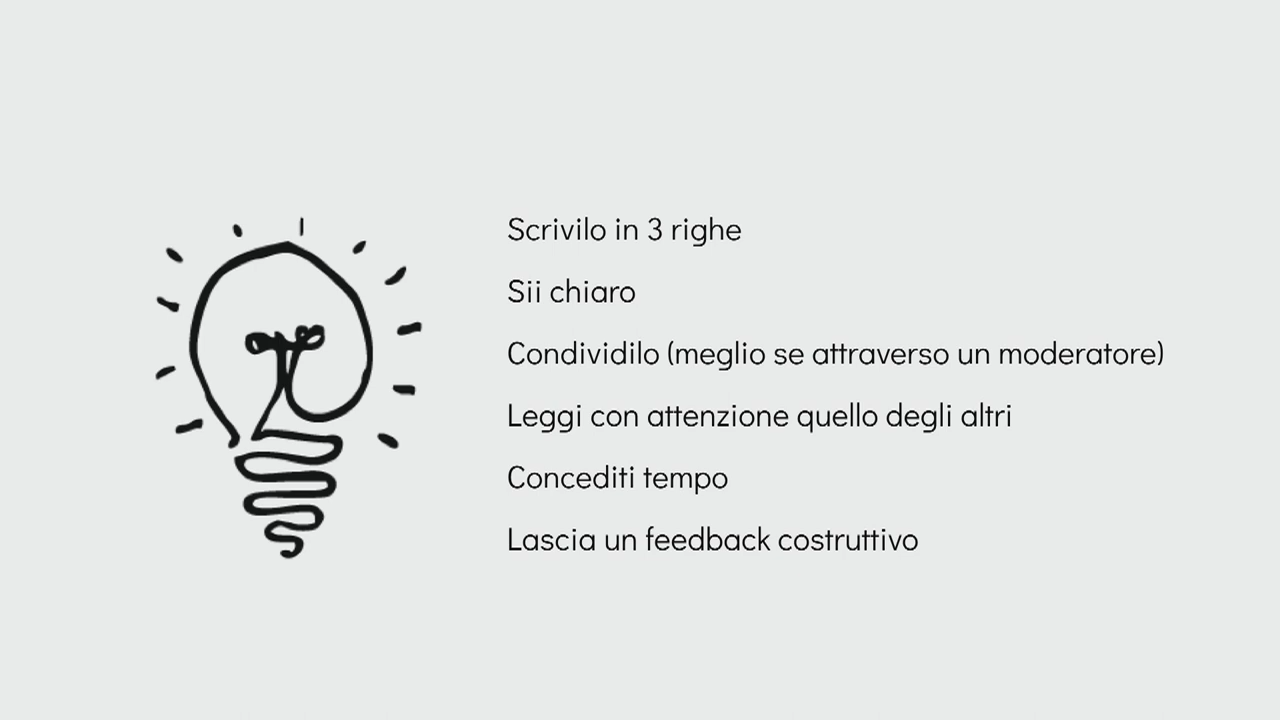 Scrivilo in 3 righe
Sii chiaro
Condividilo (meglio se attraverso un moderatore)
Leggi con attenzione quello degli altri
Concediti tempo
Lascia un feedback costruttivo